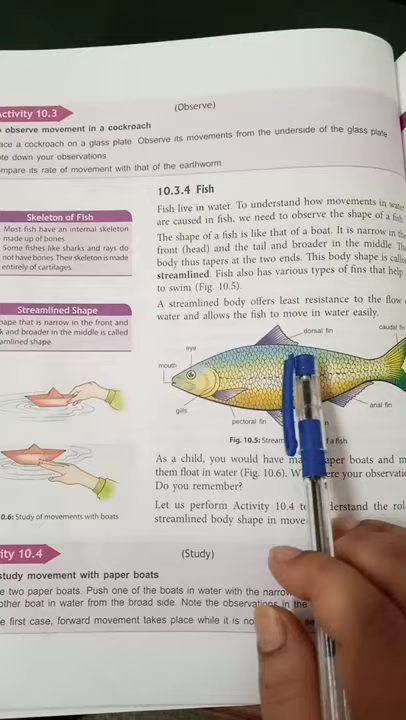 Activity 10.3
(Observe)
observe movement in a cockroach
ace a cockroach on a glass plate. Observe its movements from the underside of the glass plate
te down your observations.
mpare its rate of movement with that of the earthworm.
10.3.4 Fish
Fish live in water. To understand how movements in water
are caused in fish, we need to observe the shape of a fish.
The shape of a fish is like that of a boat. It is narrow in the
front (head) and the tail and broader in the middle. The
body thus tapers at the two ends. This body shape is called
streamlined. Fish also has various types of fins that help
to swim (Fig. 10.5).
A streamlined body offers least resistance to the flow
water and allows the fish to move in water easily.
Skeleton of Fish
Most fish have an internal skeleton
made up of bones.
Some fishes like sharks and rays do
not have bones. Their skeleton is made
entirely of cartilages.
Streamlined Shape
hape that is narrow in the front and
k and broader in the middle is called
amlined shape.
0.6: Study of movements with boats
dorsal fin
caudal fin
eye
mouth
gills
pectoral fin
anal fin
Fig. 10.5: Stream f a fish
As a child, you would have ma aper boats and m
them float in water (Fig. 10.6). W ere your observatio
Do you remember?
Let us perform Activity 10.4 to derstand the rol
streamlined body shape in move
ity 10.4
(Study)
study movement with paper boats
e two paper boats. Push one of the boats in water with the narrow
other boat in water from the broad side. Note the observations in the
e first case, forward movement takes place while it is no